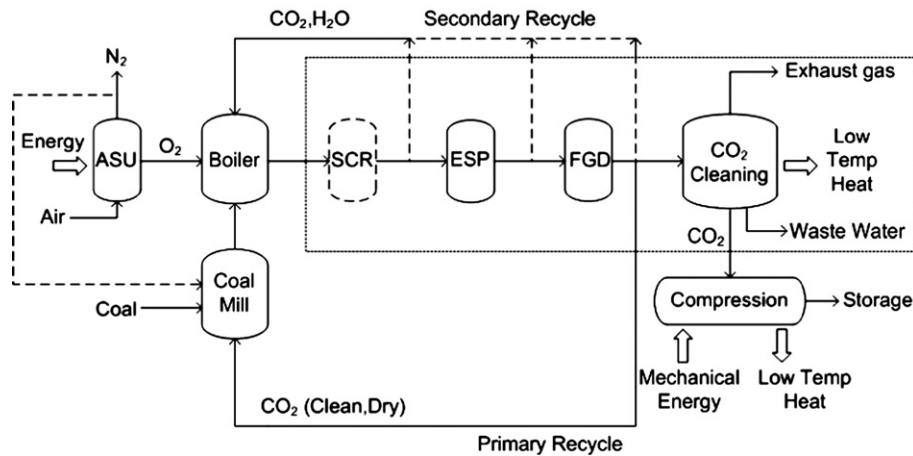 CO₂,H₂O
Secondary Recycle
N₂
Exhaust gas
Energy
ASU
O₂
Boiler
SCR
ESP
FGD
CO₂
Cleaning
Low
Temp
Heat
Air
Waste Water
CO₂
Coal
Mill
Coal
Compression
Storage
Mechanical
Energy
Low Temp
Heat
CO₂ (Clean,Dry)
Primary Recycle